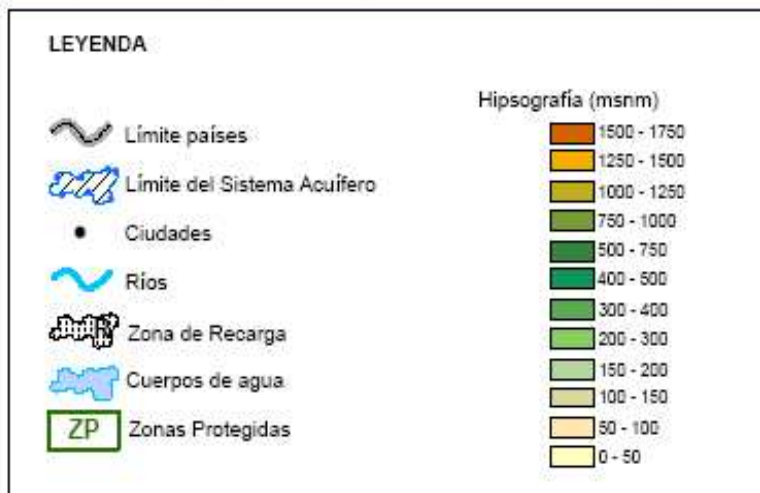 LEYENDA
Límite países
Límite del Sistema Acuífero
Ciudades
Ríos
Zona de Recarga
Cuerpos de agua
ZP Zonas Protegidas
Hipsografía (msnm)
1500 - 1750
1250 - 1500
1000 - 1250
750 - 1000
500 - 750
400 - 500
300 - 400
200 - 300
150 - 200
100 - 150
50 - 100
0 - 50